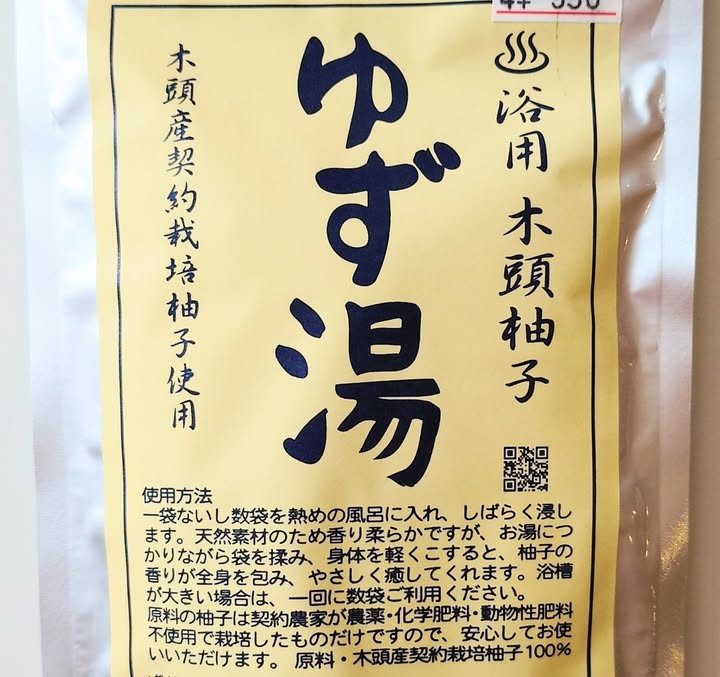 ♨浴用 木頭柚子
ゆず湯
木頭産契約栽培柚子使用
使用方法
一袋ないし数袋を熱めの風呂に入れ、しばらく浸し
ます。天然素材のため香り柔らかですが、お湯につ
かりながら袋を揉み、身体を軽くこすると、柚子の
香りが全身を包み、やさしく癒してくれます。浴槽
が大きい場合は、一回に数袋ご利用ください。
原料の柚子は契約農家が農薬・化学肥料・動物性肥料
不使用で栽培したものだけですので、安心してお使
いいただけます。 原料・木頭産契約栽培柚子100%